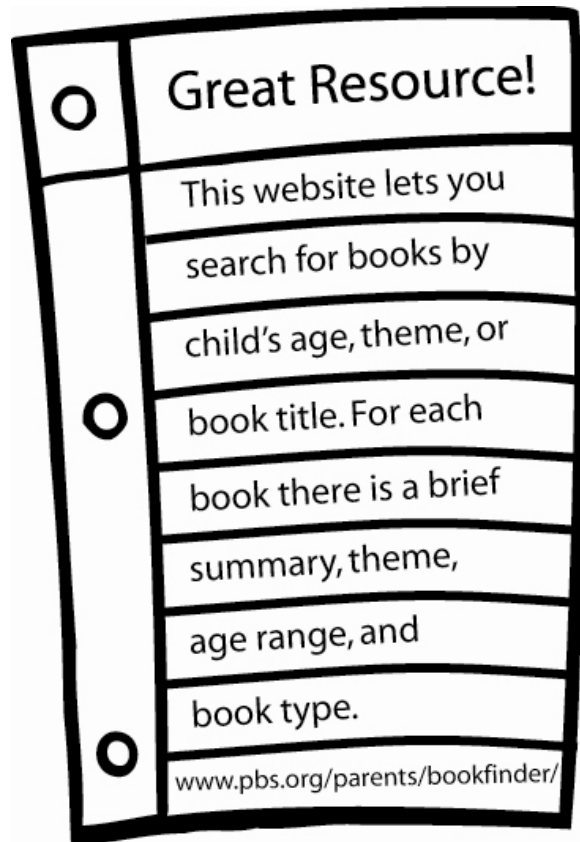 Great Resource!
This website lets you
search for books by
child's age, theme, or
book title. For each
book there is a brief
summary, theme,
age range, and
book type.
www.pbs.org/parents/bookfinder/